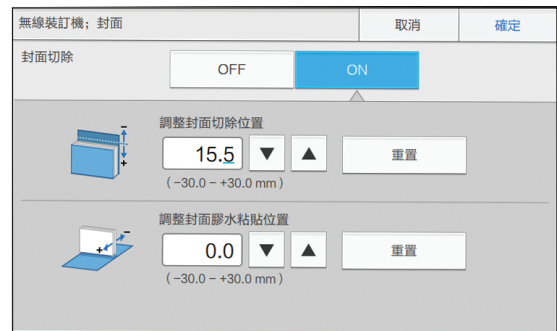 無線裝訂機；封面
取消
確定
封面切除
OFF
ON
調整封面切除位置
15.5
重置
（−30.0 − +30.0 mm）
調整封面膠水粘貼位置
0.0
重置
（−30.0 − +30.0 mm）